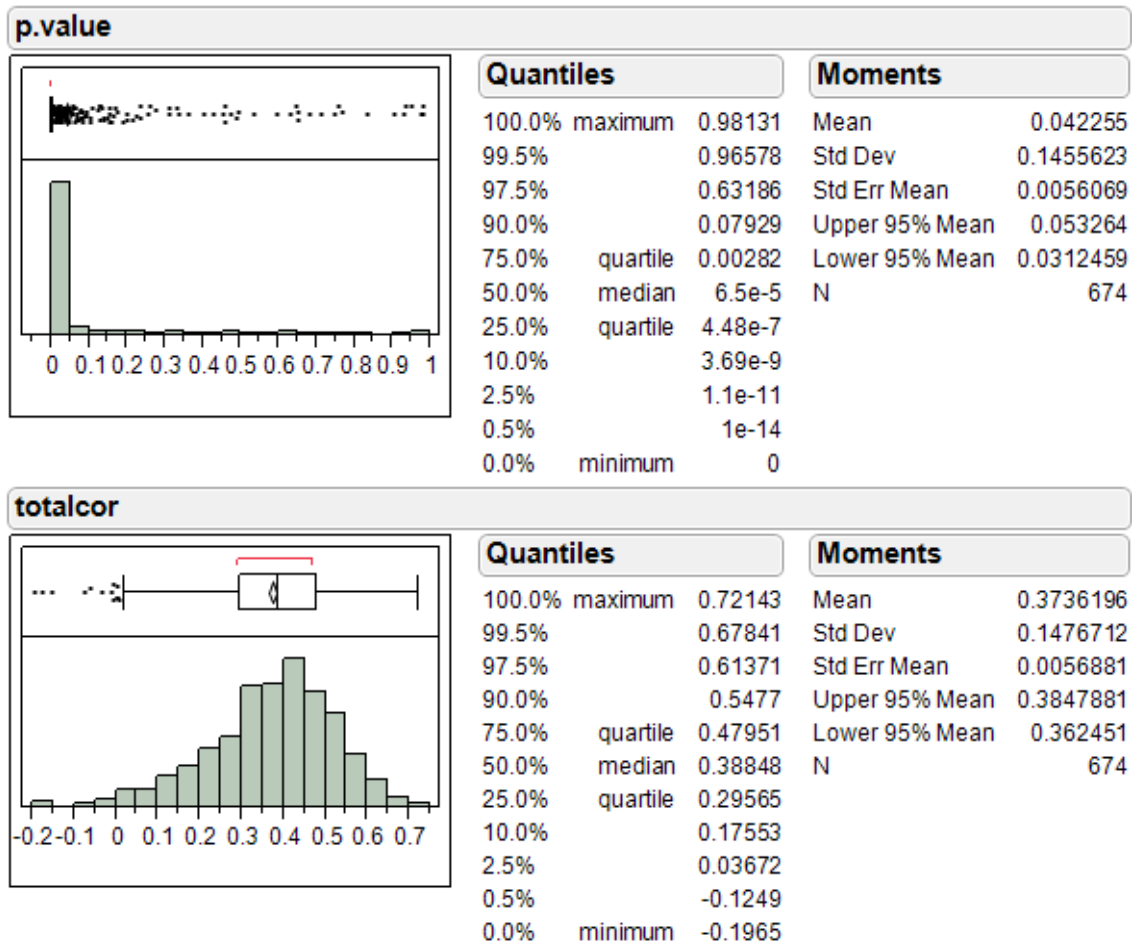 p.value
Quantiles
100.0% maximum 0.98131
99.5% 0.96578
97.5% 0.63186
90.0% 0.07929
75.0% quartile 0.00282
50.0% median 6.5e-5
25.0% quartile 4.48e-7
10.0% 3.69e-9
2.5% 1.1e-11
0.5% 1e-14
0.0% minimum 0
Moments
Mean 0.042255
Std Dev 0.1455623
Std Err Mean 0.0056069
Upper 95% Mean 0.053264
Lower 95% Mean 0.0312459
N 674
0 0.1 0.2 0.3 0.4 0.5 0.6 0.7 0.8 0.9 1
totalcor
Quantiles
100.0% maximum 0.72143
99.5% 0.67841
97.5% 0.61371
90.0% 0.5477
75.0% quartile 0.47951
50.0% median 0.38848
25.0% quartile 0.29565
10.0% 0.17553
2.5% 0.03672
0.5% -0.1249
0.0% minimum -0.1965
Moments
Mean 0.3736196
Std Dev 0.1476712
Std Err Mean 0.0056881
Upper 95% Mean 0.3847881
Lower 95% Mean 0.362451
N 674
-0.2 -0.1 0 0.1 0.2 0.3 0.4 0.5 0.6 0.7